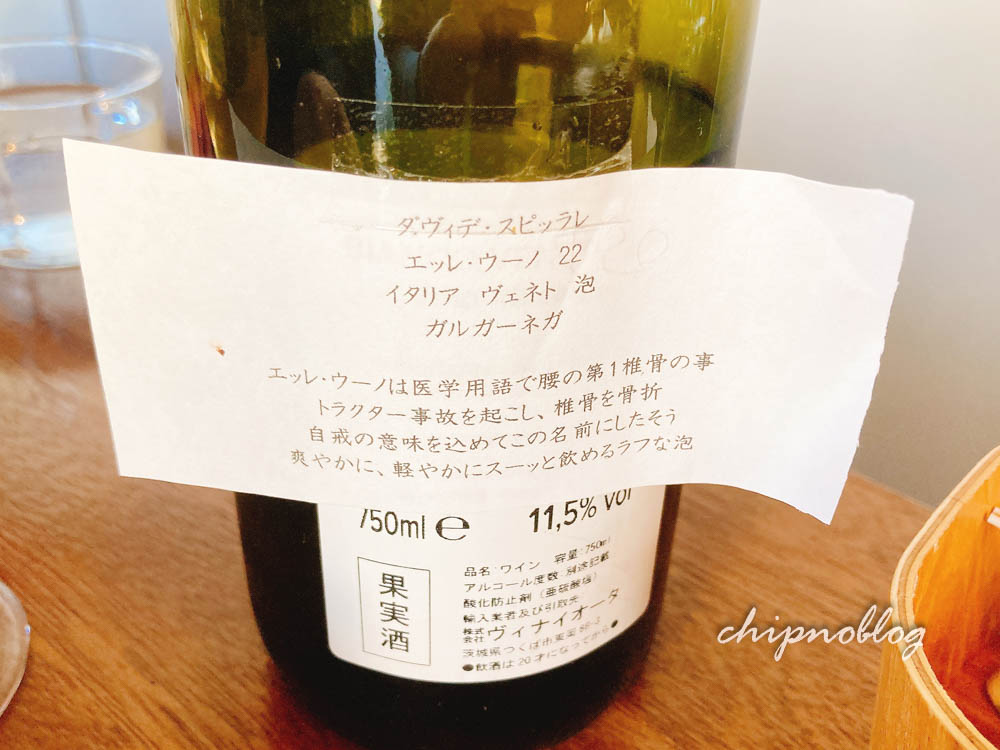 ダヴィデ・スピッラレ
エッレ・ウーノ 22
イタリア ヴェネト 泡
ガルガーネガ
エッレ・ウーノは医学用語で腰の第1椎骨の事
トラクター事故を起こし、椎骨を骨折
自戒の意味を込めてこの名前にしたそう
爽やかに、軽やかにスーッと飲めるラフな泡
750ml e 11,5% vol
果実酒
品名:ワイン 容量:750ml
アルコール度数:別途記載
酸化防止剤(亜硫酸塩)
輸入業者及び引取先
株式会社 ヴィナイオータ
茨城県つくば市
●飲酒は20才になってから●
chipnoblog